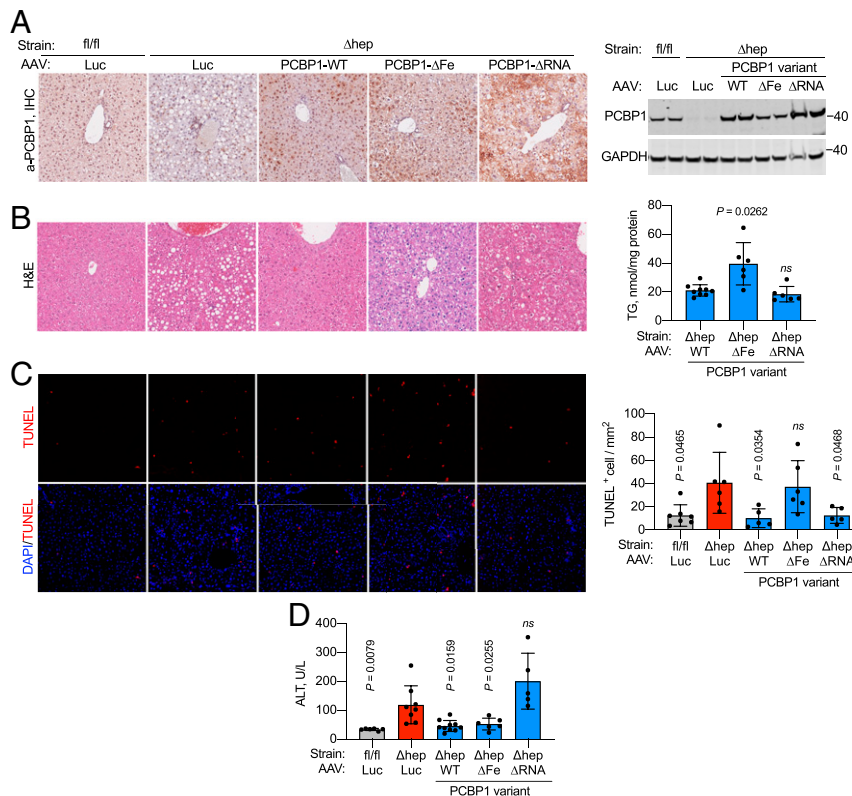 A
Strain: fl/fl Δhep
AAV: Luc Luc PCBP1-WT PCBP1-ΔFe PCBP1-ΔRNA
a-PCBP1, IHC
Strain: fl/fl Δhep
PCBP1 variant
AAV: Luc Luc WT ΔFe ΔRNA
PCBP1 –40
GAPDH –40
B
H&E
TG, nmol/mg protein
80
60
40
20
0
P = 0.0262
ns
Strain: Δhep Δhep Δhep
AAV: WT ΔFe ΔRNA
PCBP1 variant
C
TUNEL
DAPI/TUNEL
TUNEL + cell / mm2
100
80
60
40
20
0
P = 0.0465
P = 0.0354
ns
P = 0.0468
Strain: fl/fl Δhep Δhep Δhep Δhep
AAV: Luc Luc WT ΔFe ΔRNA
PCBP1 variant
D
ALT, U/L
400
300
200
100
0
P = 0.0079
P = 0.0159
P = 0.0255
ns
Strain: fl/fl Δhep Δhep Δhep Δhep
AAV: Luc Luc WT ΔFe ΔRNA
PCBP1 variant